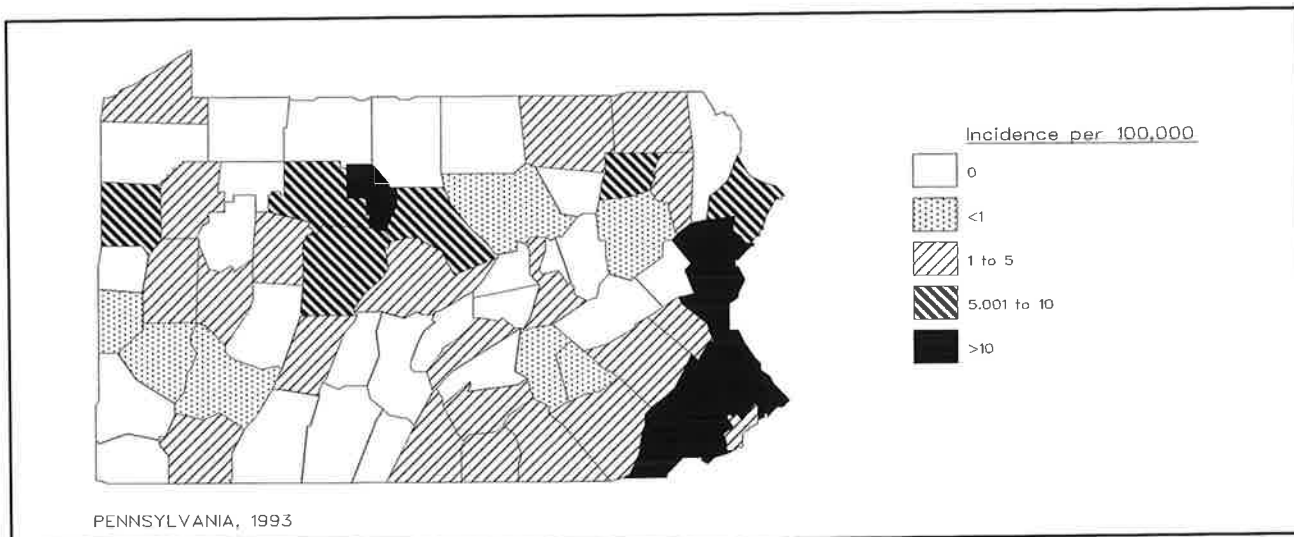 Incidence per 100,000
0
<1
1 to 5
5.001 to 10
>10
PENNSYLVANIA, 1993